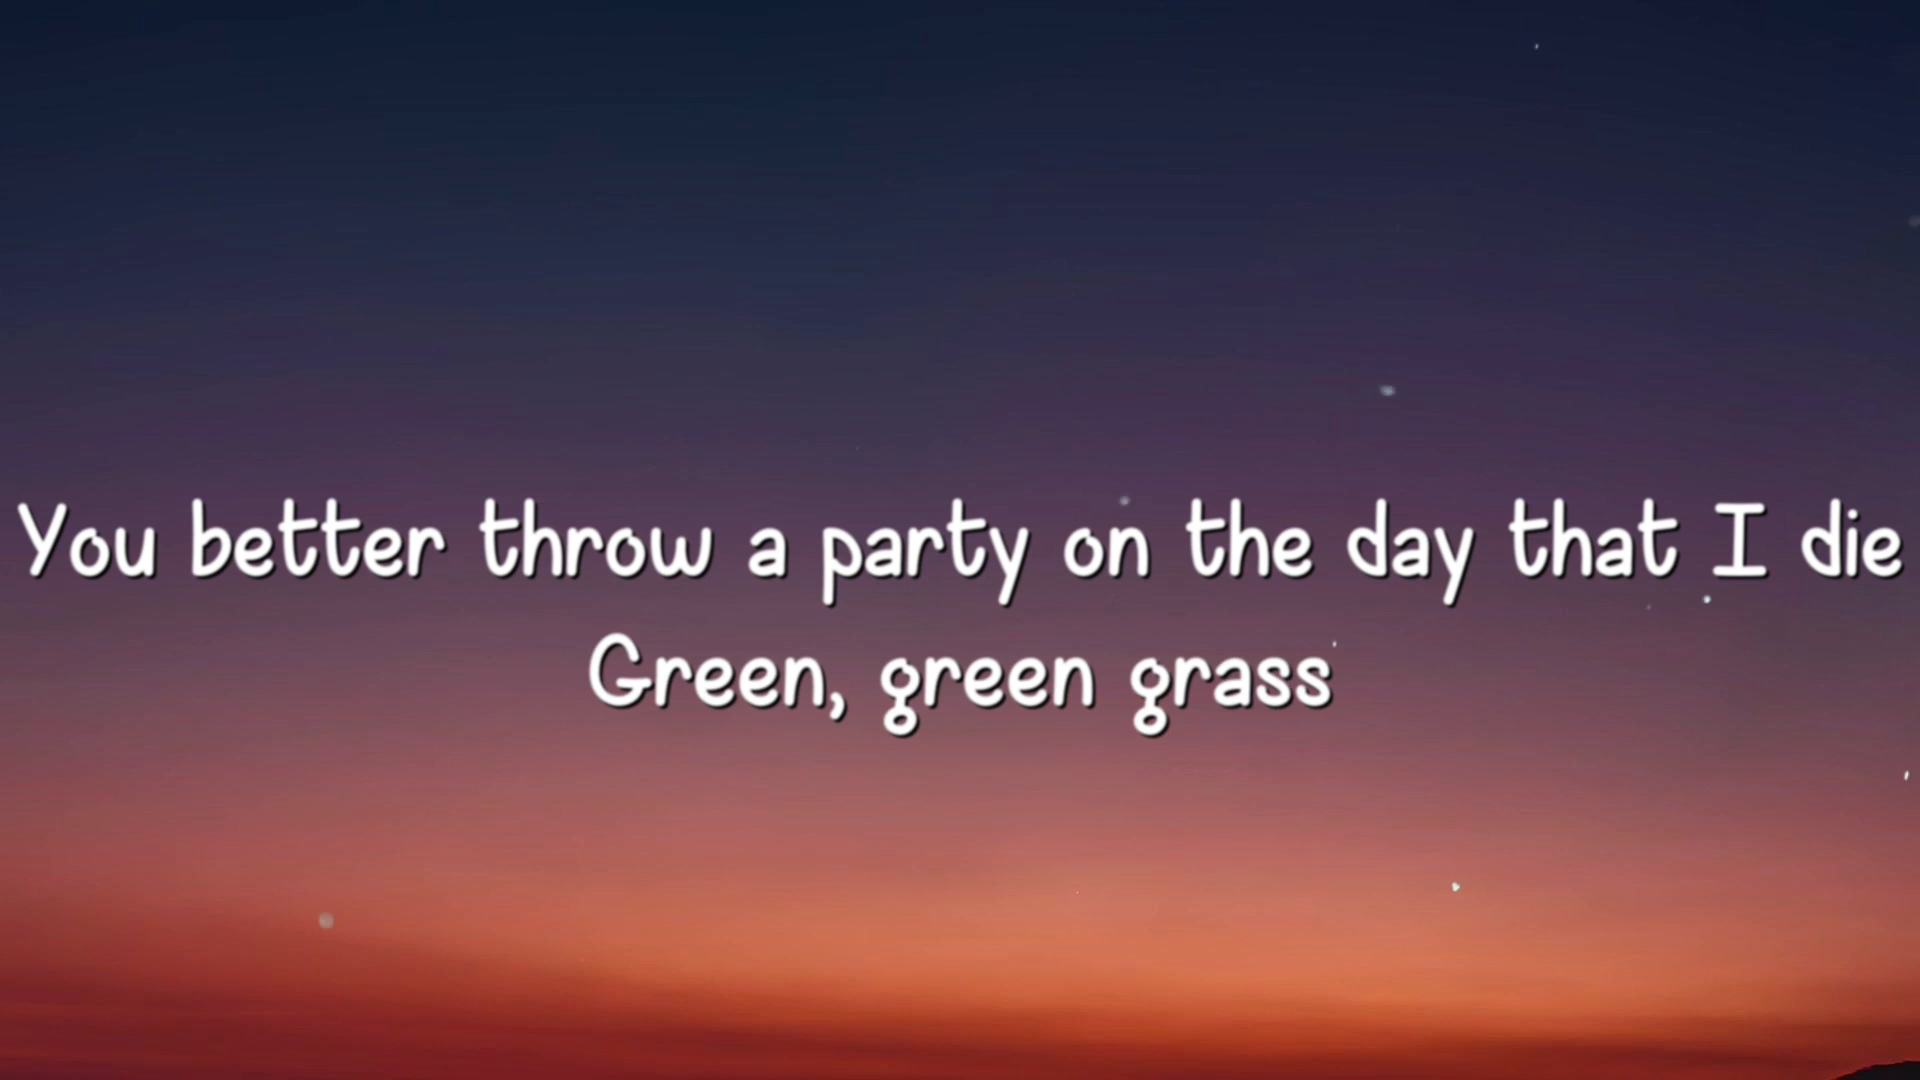 You better throw a party on the day that I die
Green, green grass